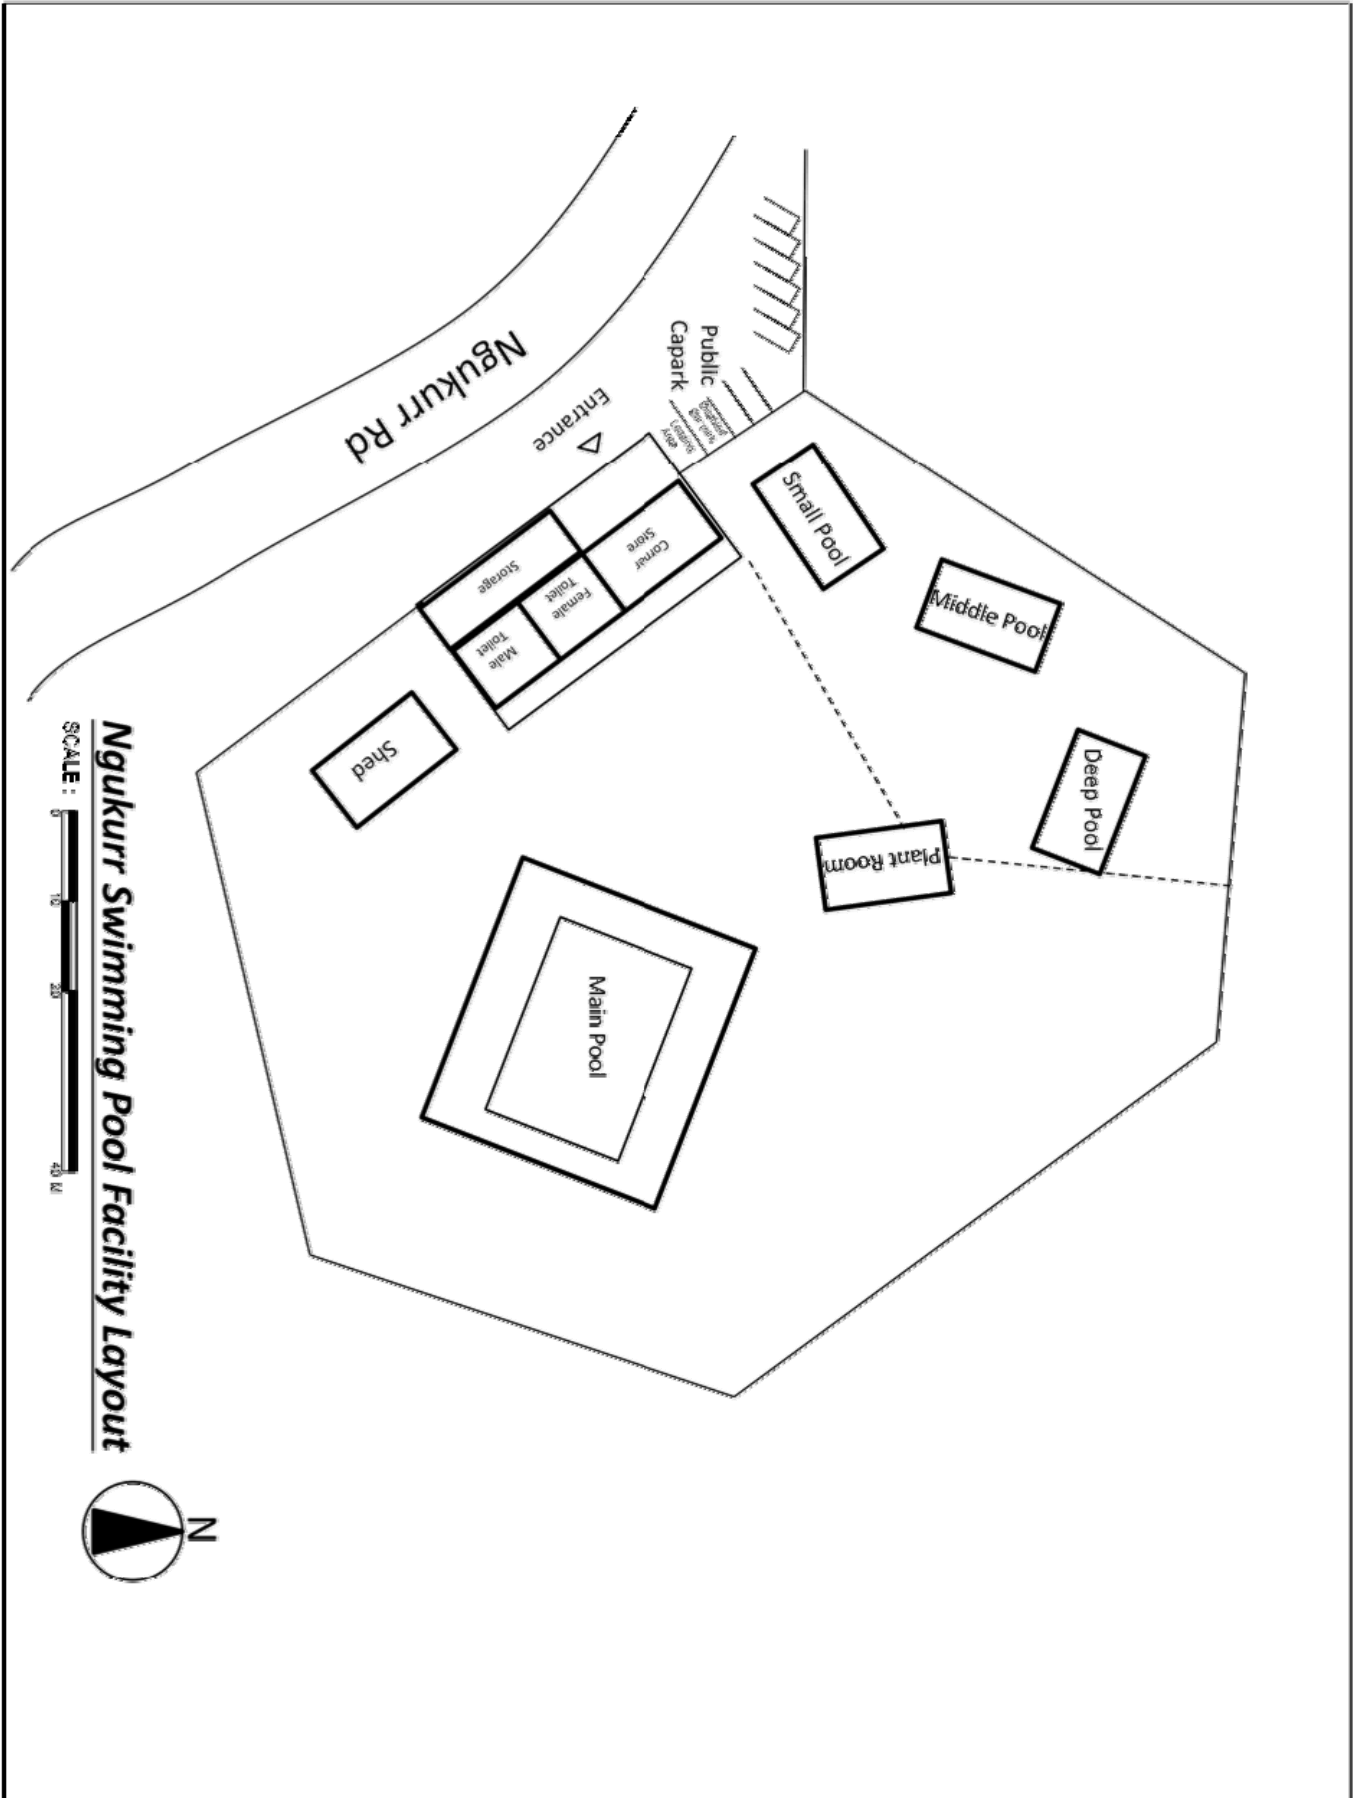 Ngukurr Rd
Public
Capark
Entrance
Small Pool
Middle Pool
Deep Pool
Plant Room
Cornar
Store
Storage
Female
Toilet
Male
Toilet
Shed
Main Pool
Ngukurr Swimming Pool Facility Layout
SCALE :
0 10 20 40 M
N